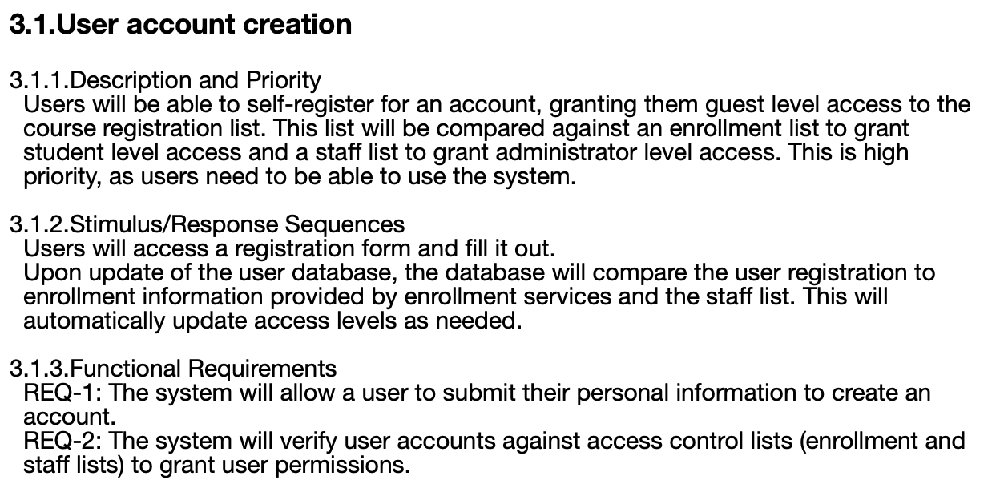 3.1.User account creation
3.1.1.Description and Priority
Users will be able to self-register for an account, granting them guest level access to the
course registration list. This list will be compared against an enrollment list to grant
student level access and a staff list to grant administrator level access. This is high
priority, as users need to be able to use the system.
3.1.2.Stimulus/Response Sequences
Users will access a registration form and fill it out.
Upon update of the user database, the database will compare the user registration to
enrollment information provided by enrollment services and the staff list. This will
automatically update access levels as needed.
3.1.3.Functional Requirements
REQ-1: The system will allow a user to submit their personal information to create an
account.
REQ-2: The system will verify user accounts against access control lists (enrollment and
staff lists) to grant user permissions.